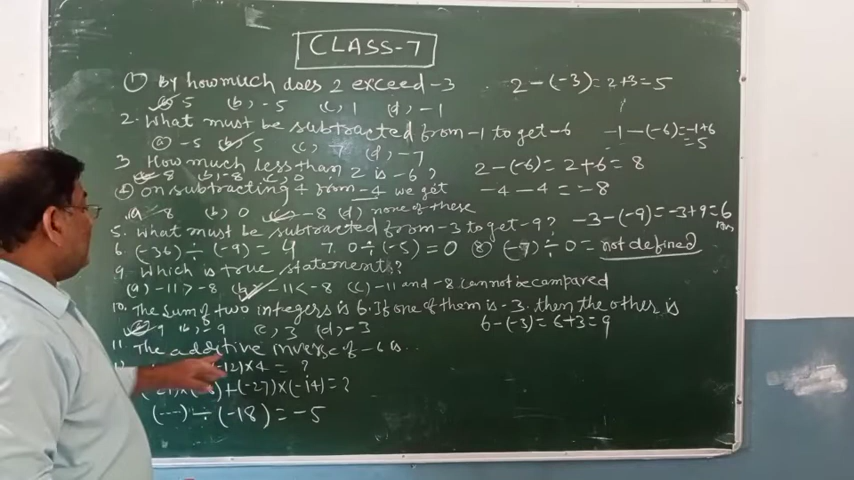 CLASS-7
① By how much does 2 exceed -3   2-(-3)=2+3=5
(a) 5 (b) -5 (c) 1 (d) -1
2. What must be subtracted from -1 to get -6   -1-(-6)=-1+6
=5
(a) -5 (b) 5 (c) 7 (d) -7
3 How much less than 2 is -6?   2-(-6)=2+6=8
(a) 8 (b) -8 (c) 0
④ On subtracting 4 from -4 we get   -4-4=-8
(a) 8 (b) 0 (c) -8 (d) none of these
5. What must be subtracted from -3 to get -9?   -3-(-9)=-3+9=6
6. (-36)÷(-9)=4 7. 0÷(-5)=0 ⑧ (-7)÷0=not defined
9. Which is true statement?
(a) -11>-8 (b) -11<-8 (c) -11 and -8 cannot be compared
10. The sum of two integers is 6. If one of them is -3. then the other is
(a) 9 (b) -9 (c) 3 (d) -3   6-(-3)=6+3=9
11 The additive inverse of -6 is..
-12)×4 = ?
)+(-27)×(-14)=?
(---)÷(-18)=-5